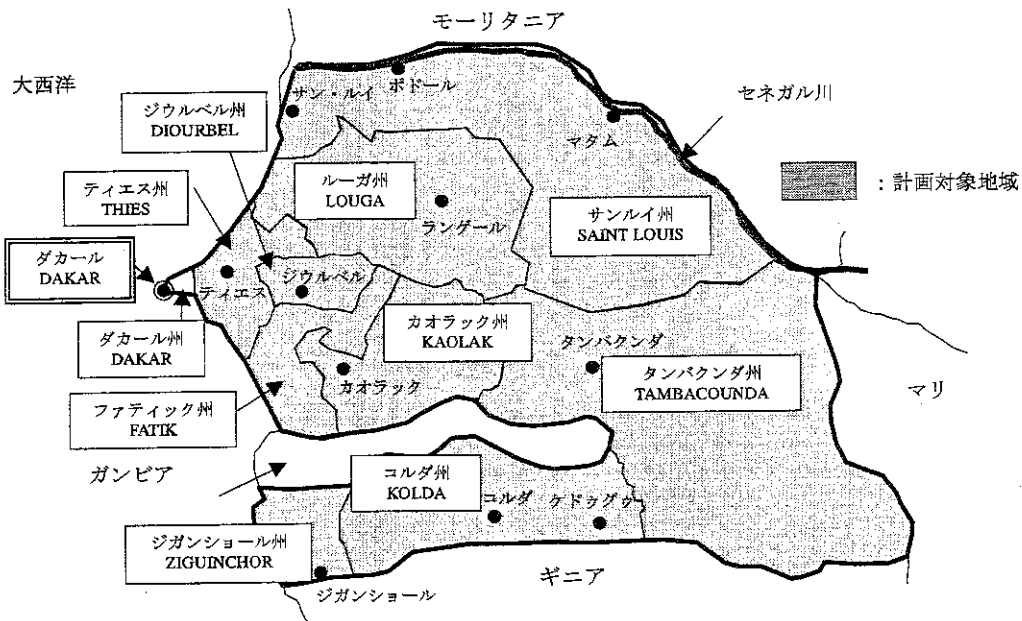 モーリタニア
大西洋
サン・ルイ
ポドール
セネガル川
ジウルベル州
DIOURBEL
マタム
ルーガ州
LOUGA
ティエス州
THIES
：計画対象地域
ランゲール
サンルイ州
SAINT LOUIS
ダカール
DAKAR
ティエス
ジウルベル
ダカール州
DAKAR
カオラック州
KAOLAK
タンバクンダ
カオラック
タンバクンダ州
TAMBACOUNDA
マリ
ファティック州
FATIK
ガンビア
コルダ州
KOLDA
コルダ
ケドゥグゥ
ジガンショール州
ZIGUINCHOR
ギニア
ジガンショール